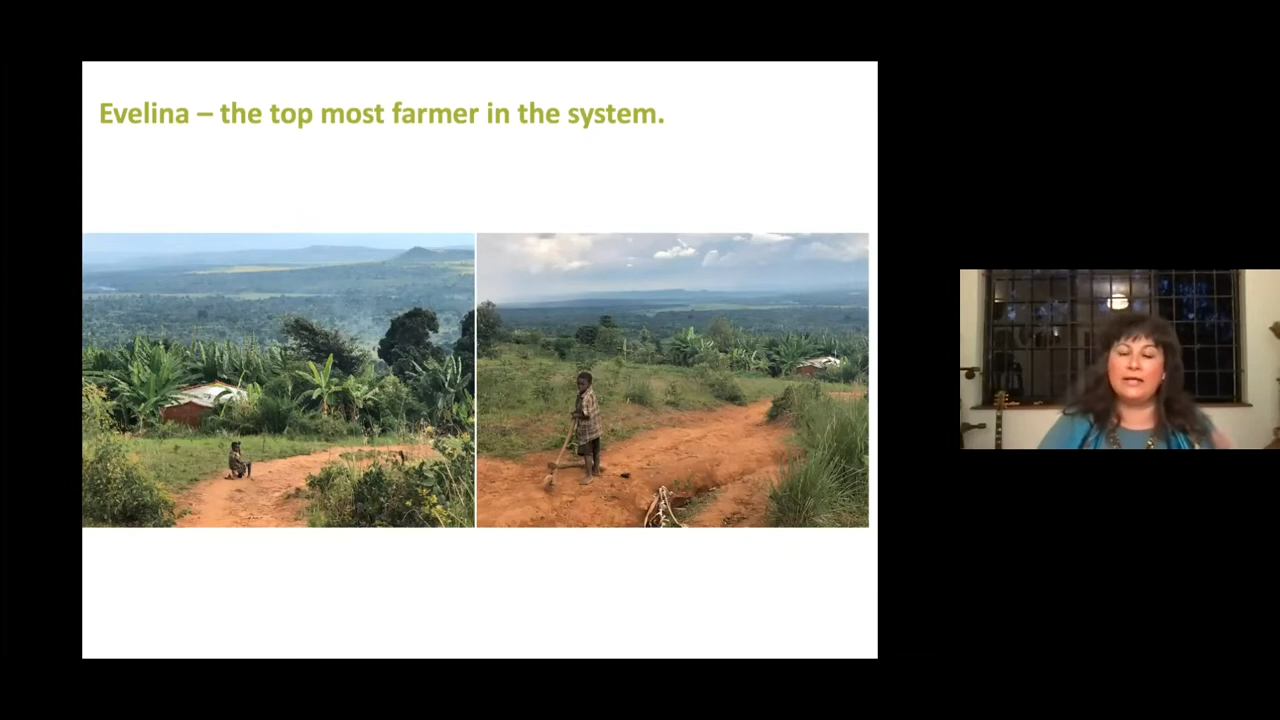 Evelina – the top most farmer in the system.